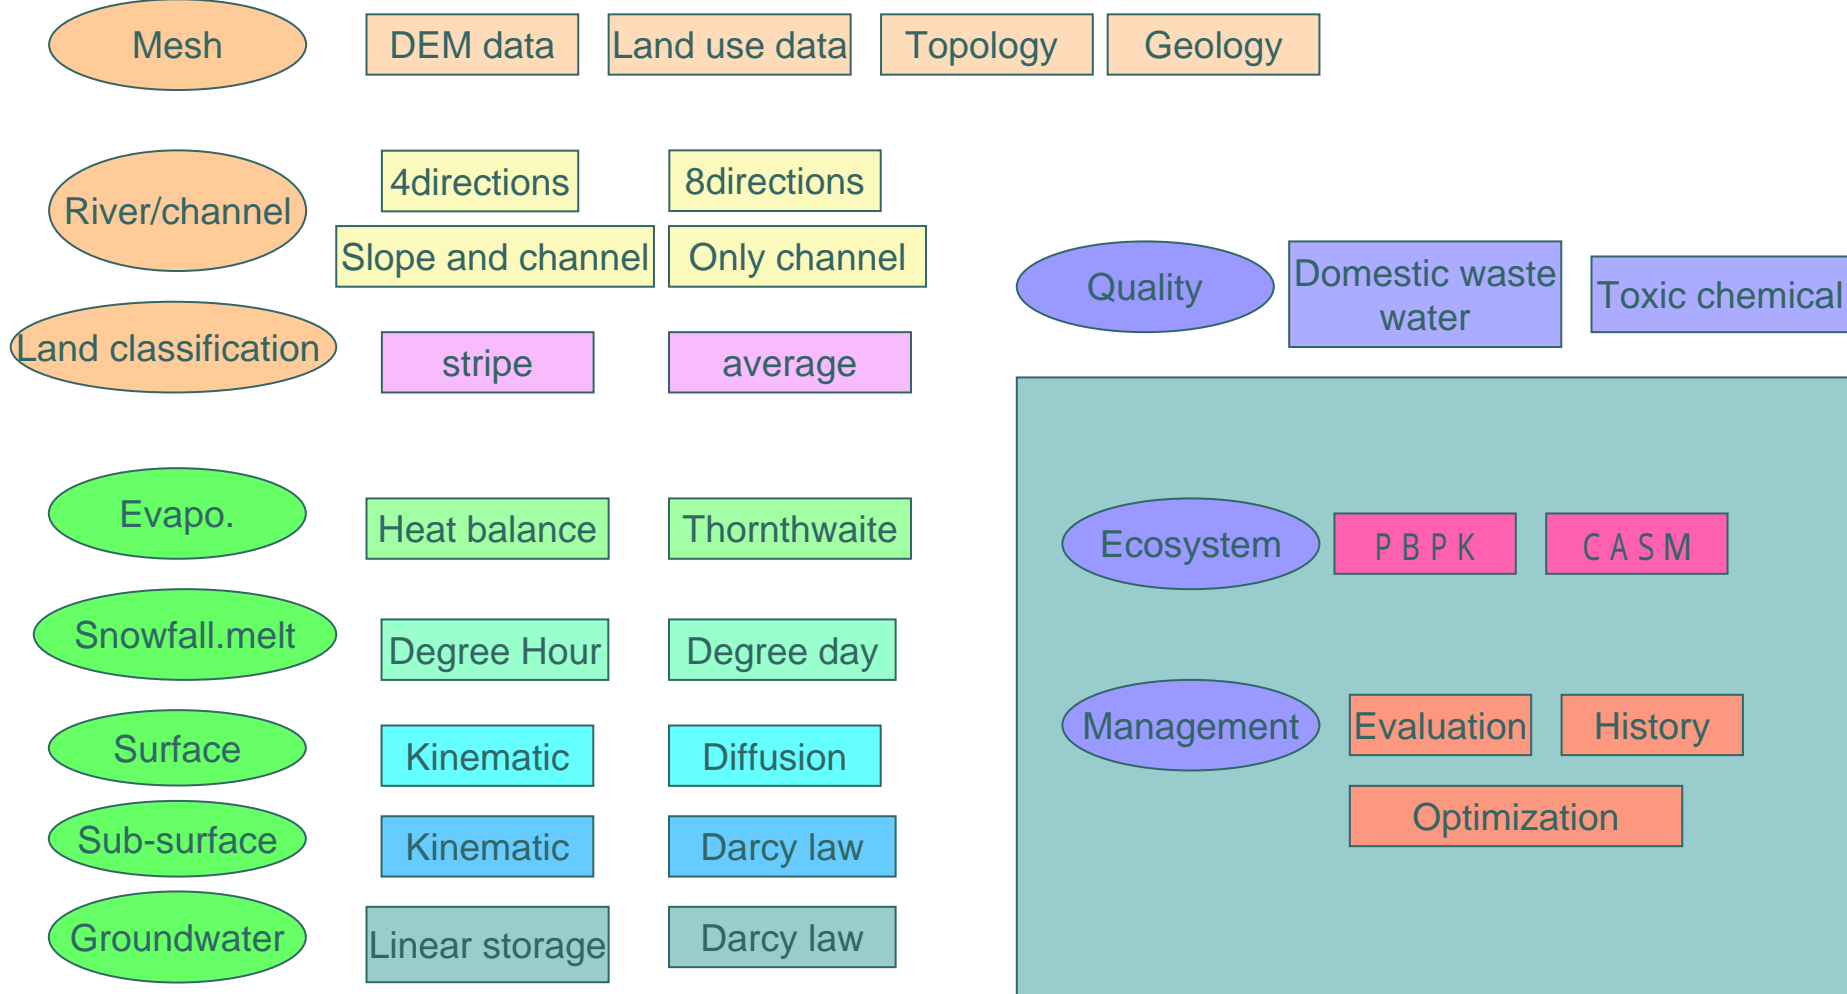 Mesh
DEM data
Land use data
Topology
Geology
River/channel
4directions
8directions
Slope and channel
Only channel
Land classification
stripe
average
Quality
Domestic waste
water
Toxic chemical
Evapo.
Heat balance
Thornthwaite
Snowfall.melt
Degree Hour
Degree day
Surface
Kinematic
Diffusion
Sub-surface
Kinematic
Darcy law
Groundwater
Linear storage
Darcy law
Ecosystem
PBPK
CASM
Management
Evaluation
History
Optimization